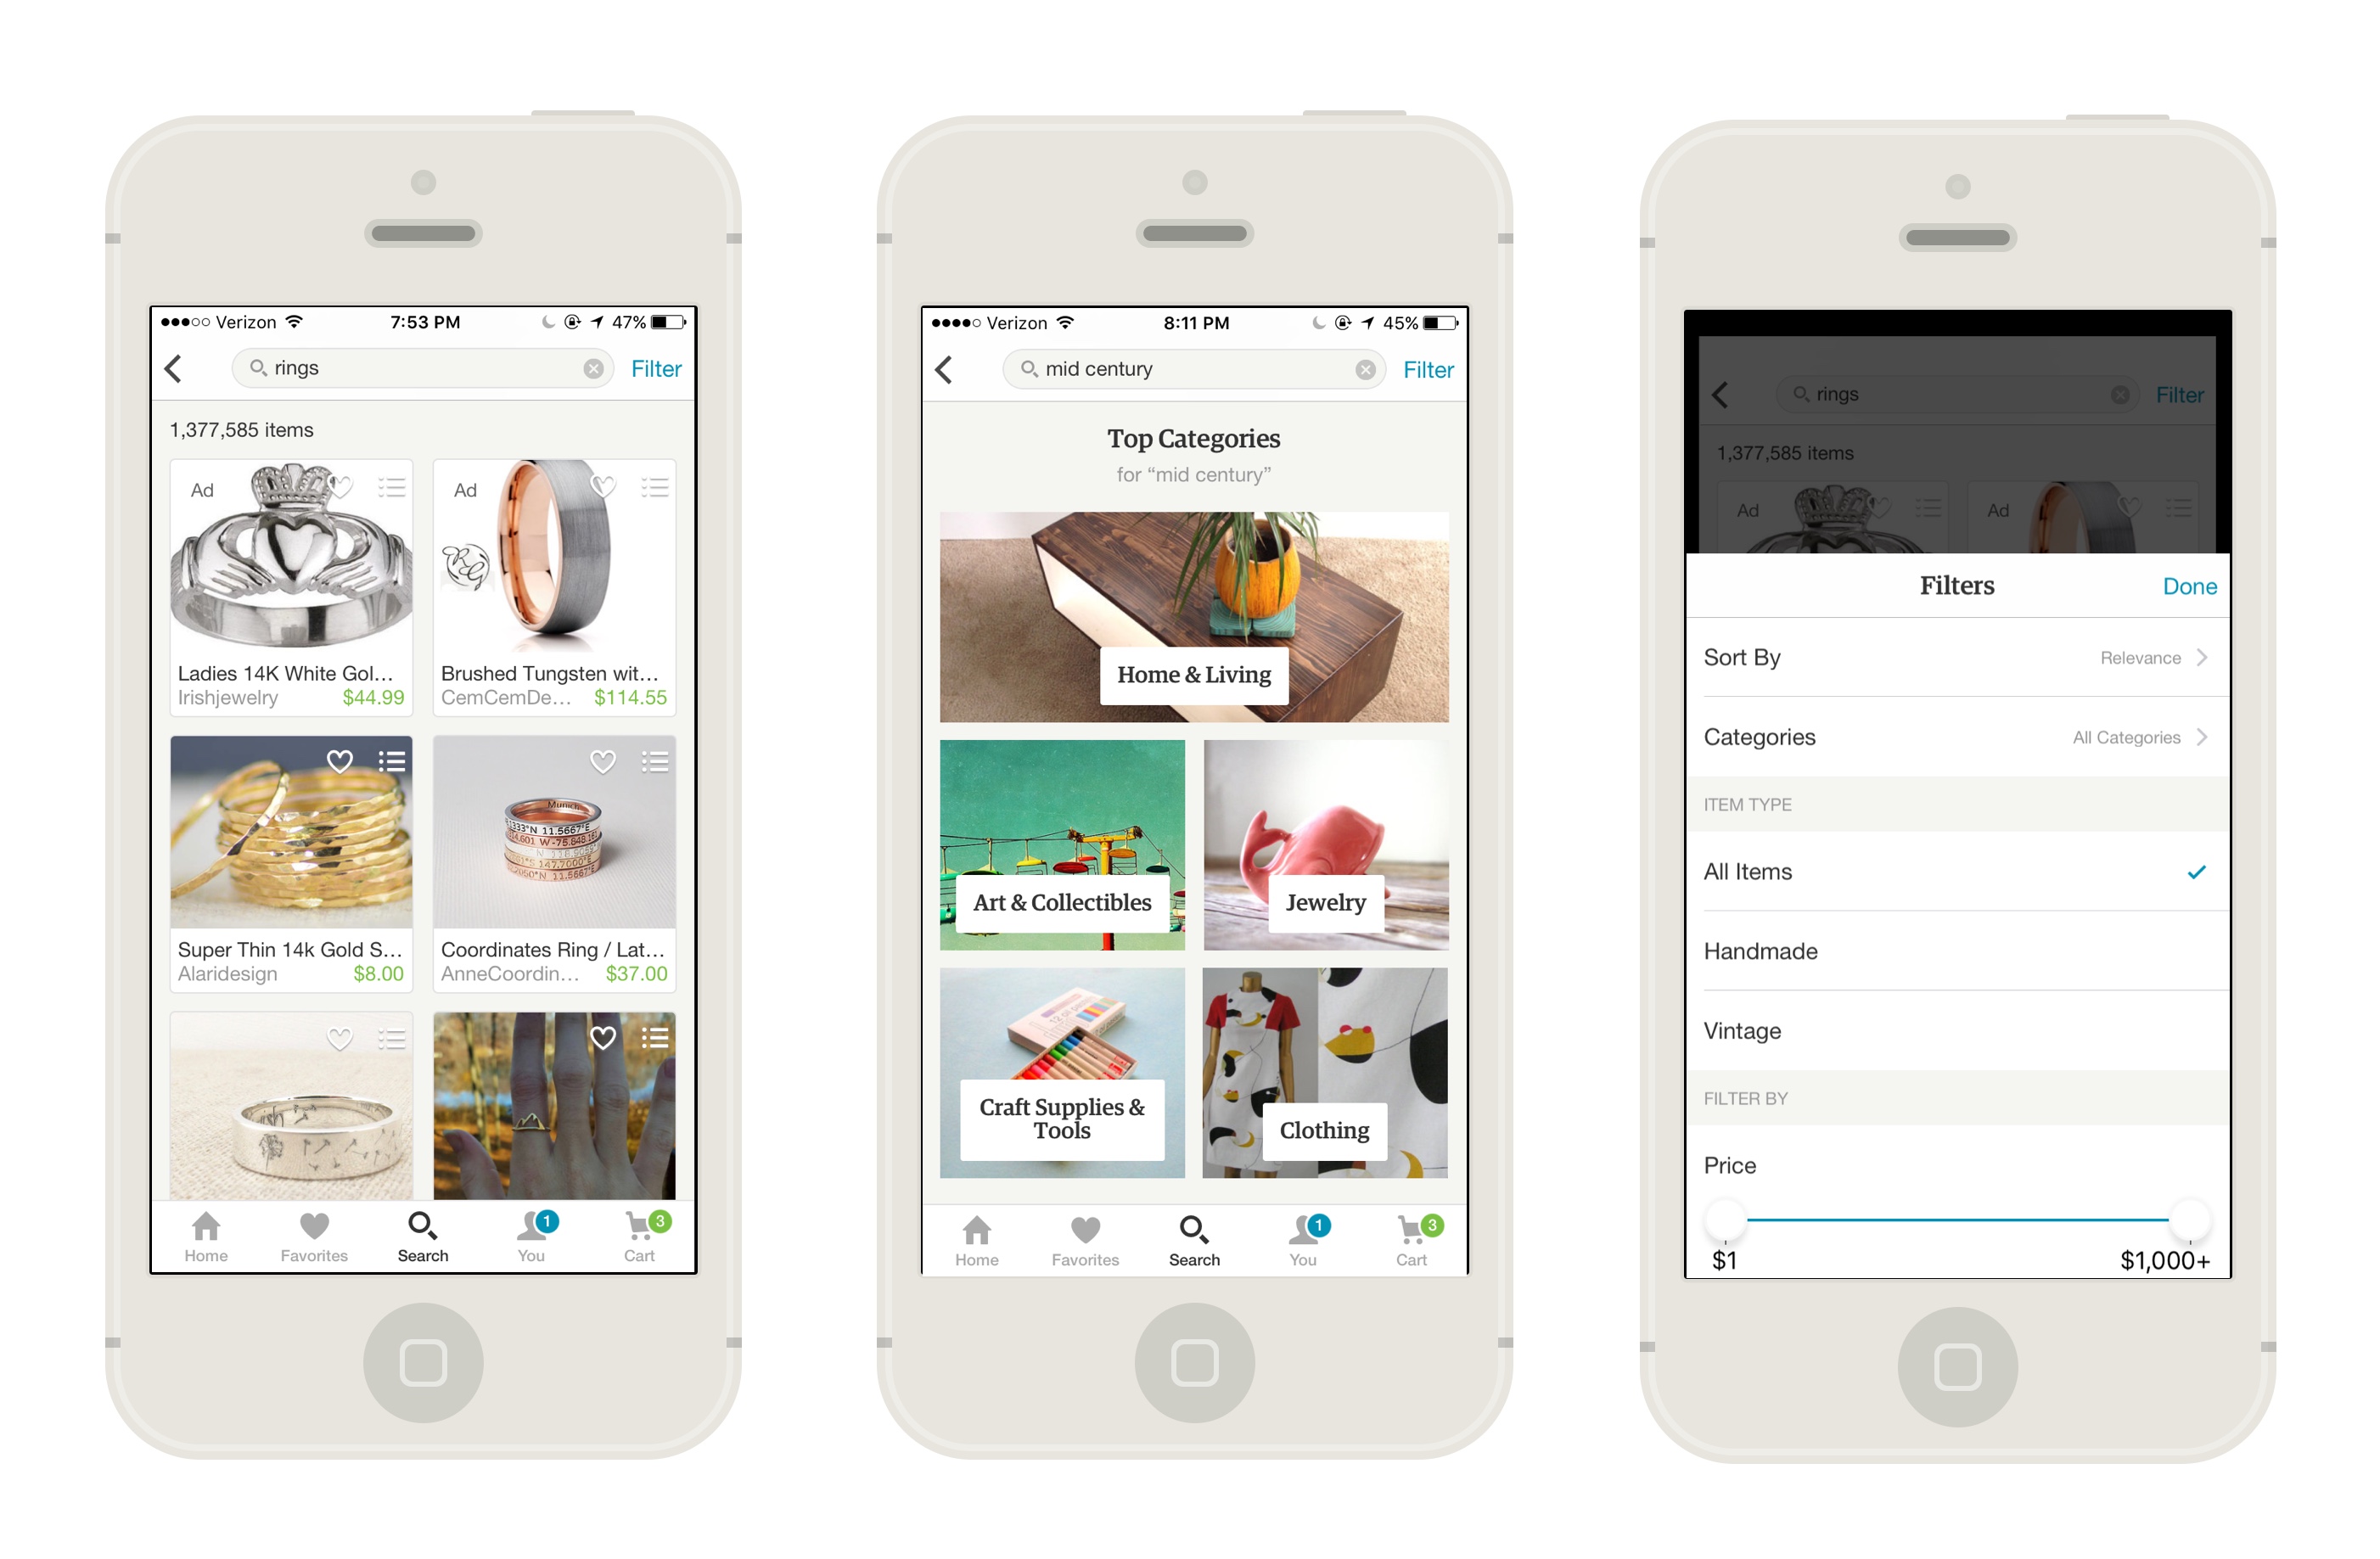 Verizon 7:53 PM 47%
rings Filter
1,377,585 items
Ad
Ladies 14K White Gol...
Irishjewelry $44.99
Ad
RG
Brushed Tungsten wit...
CemCemDe... $114.55
Super Thin 14k Gold S...
Alaridesign $8.00
Munich
.1333°N 11.5667°E
Coordinates Ring / Lat...
AnneCoordin... $37.00
Home Favorites Search You 1 Cart 3
Verizon 8:11 PM 45%
mid century Filter
Top Categories
for “mid century”
Home & Living
Art & Collectibles
Jewelry
Craft Supplies &
Tools
Clothing
Home Favorites Search You 1 Cart 3
rings Filter
1,377,585 items
Ad Ad
Filters Done
Sort By Relevance
Categories All Categories
ITEM TYPE
All Items
Handmade
Vintage
FILTER BY
Price
$1 $1,000+